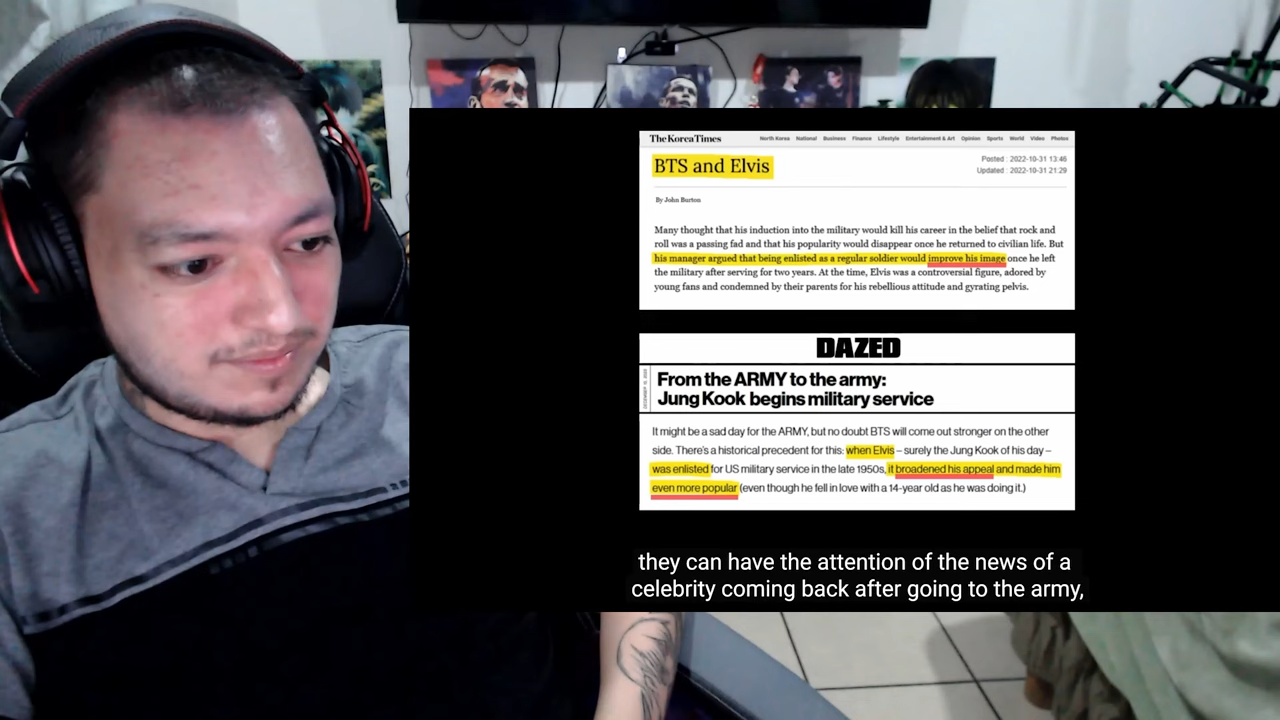 The Korea Times
North Korea National Business Finance Lifestyle Entertainment & Art Opinion Sports World Video Photos
BTS and Elvis
Posted : 2022-10-31 13:46
Updated : 2022-10-31 21:29
By John Burton
Many thought that his induction into the military would kill his career in the belief that rock and
roll was a passing fad and that his popularity would disappear once he returned to civilian life. But
his manager argued that being enlisted as a regular soldier would improve his image once he left
the military after serving for two years. At the time, Elvis was a controversial figure, adored by
young fans and condemned by their parents for his rebellious attitude and gyrating pelvis.
DAZED
From the ARMY to the army:
Jung Kook begins military service
It might be a sad day for the ARMY, but no doubt BTS will come out stronger on the other
side. There's a historical precedent for this: when Elvis – surely the Jung Kook of his day –
was enlisted for US military service in the late 1950s, it broadened his appeal and made him
even more popular (even though he fell in love with a 14-year old as he was doing it.)
they can have the attention of the news of a
celebrity coming back after going to the army,